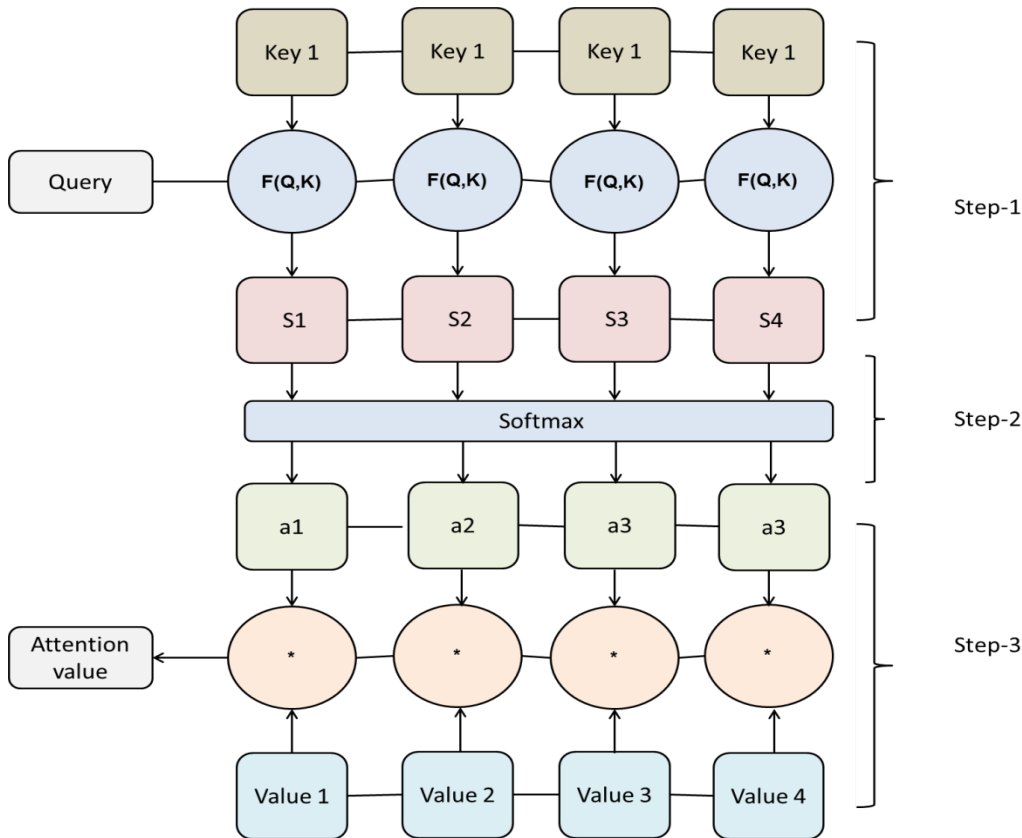 Key 1
Key 1
Key 1
Key 1
Query
F(Q,K)
F(Q,K)
F(Q,K)
F(Q,K)
Step-1
S1
S2
S3
S4
Softmax
Step-2
a1
a2
a3
a3
Attention
value
*
*
*
*
Step-3
Value 1
Value 2
Value 3
Value 4